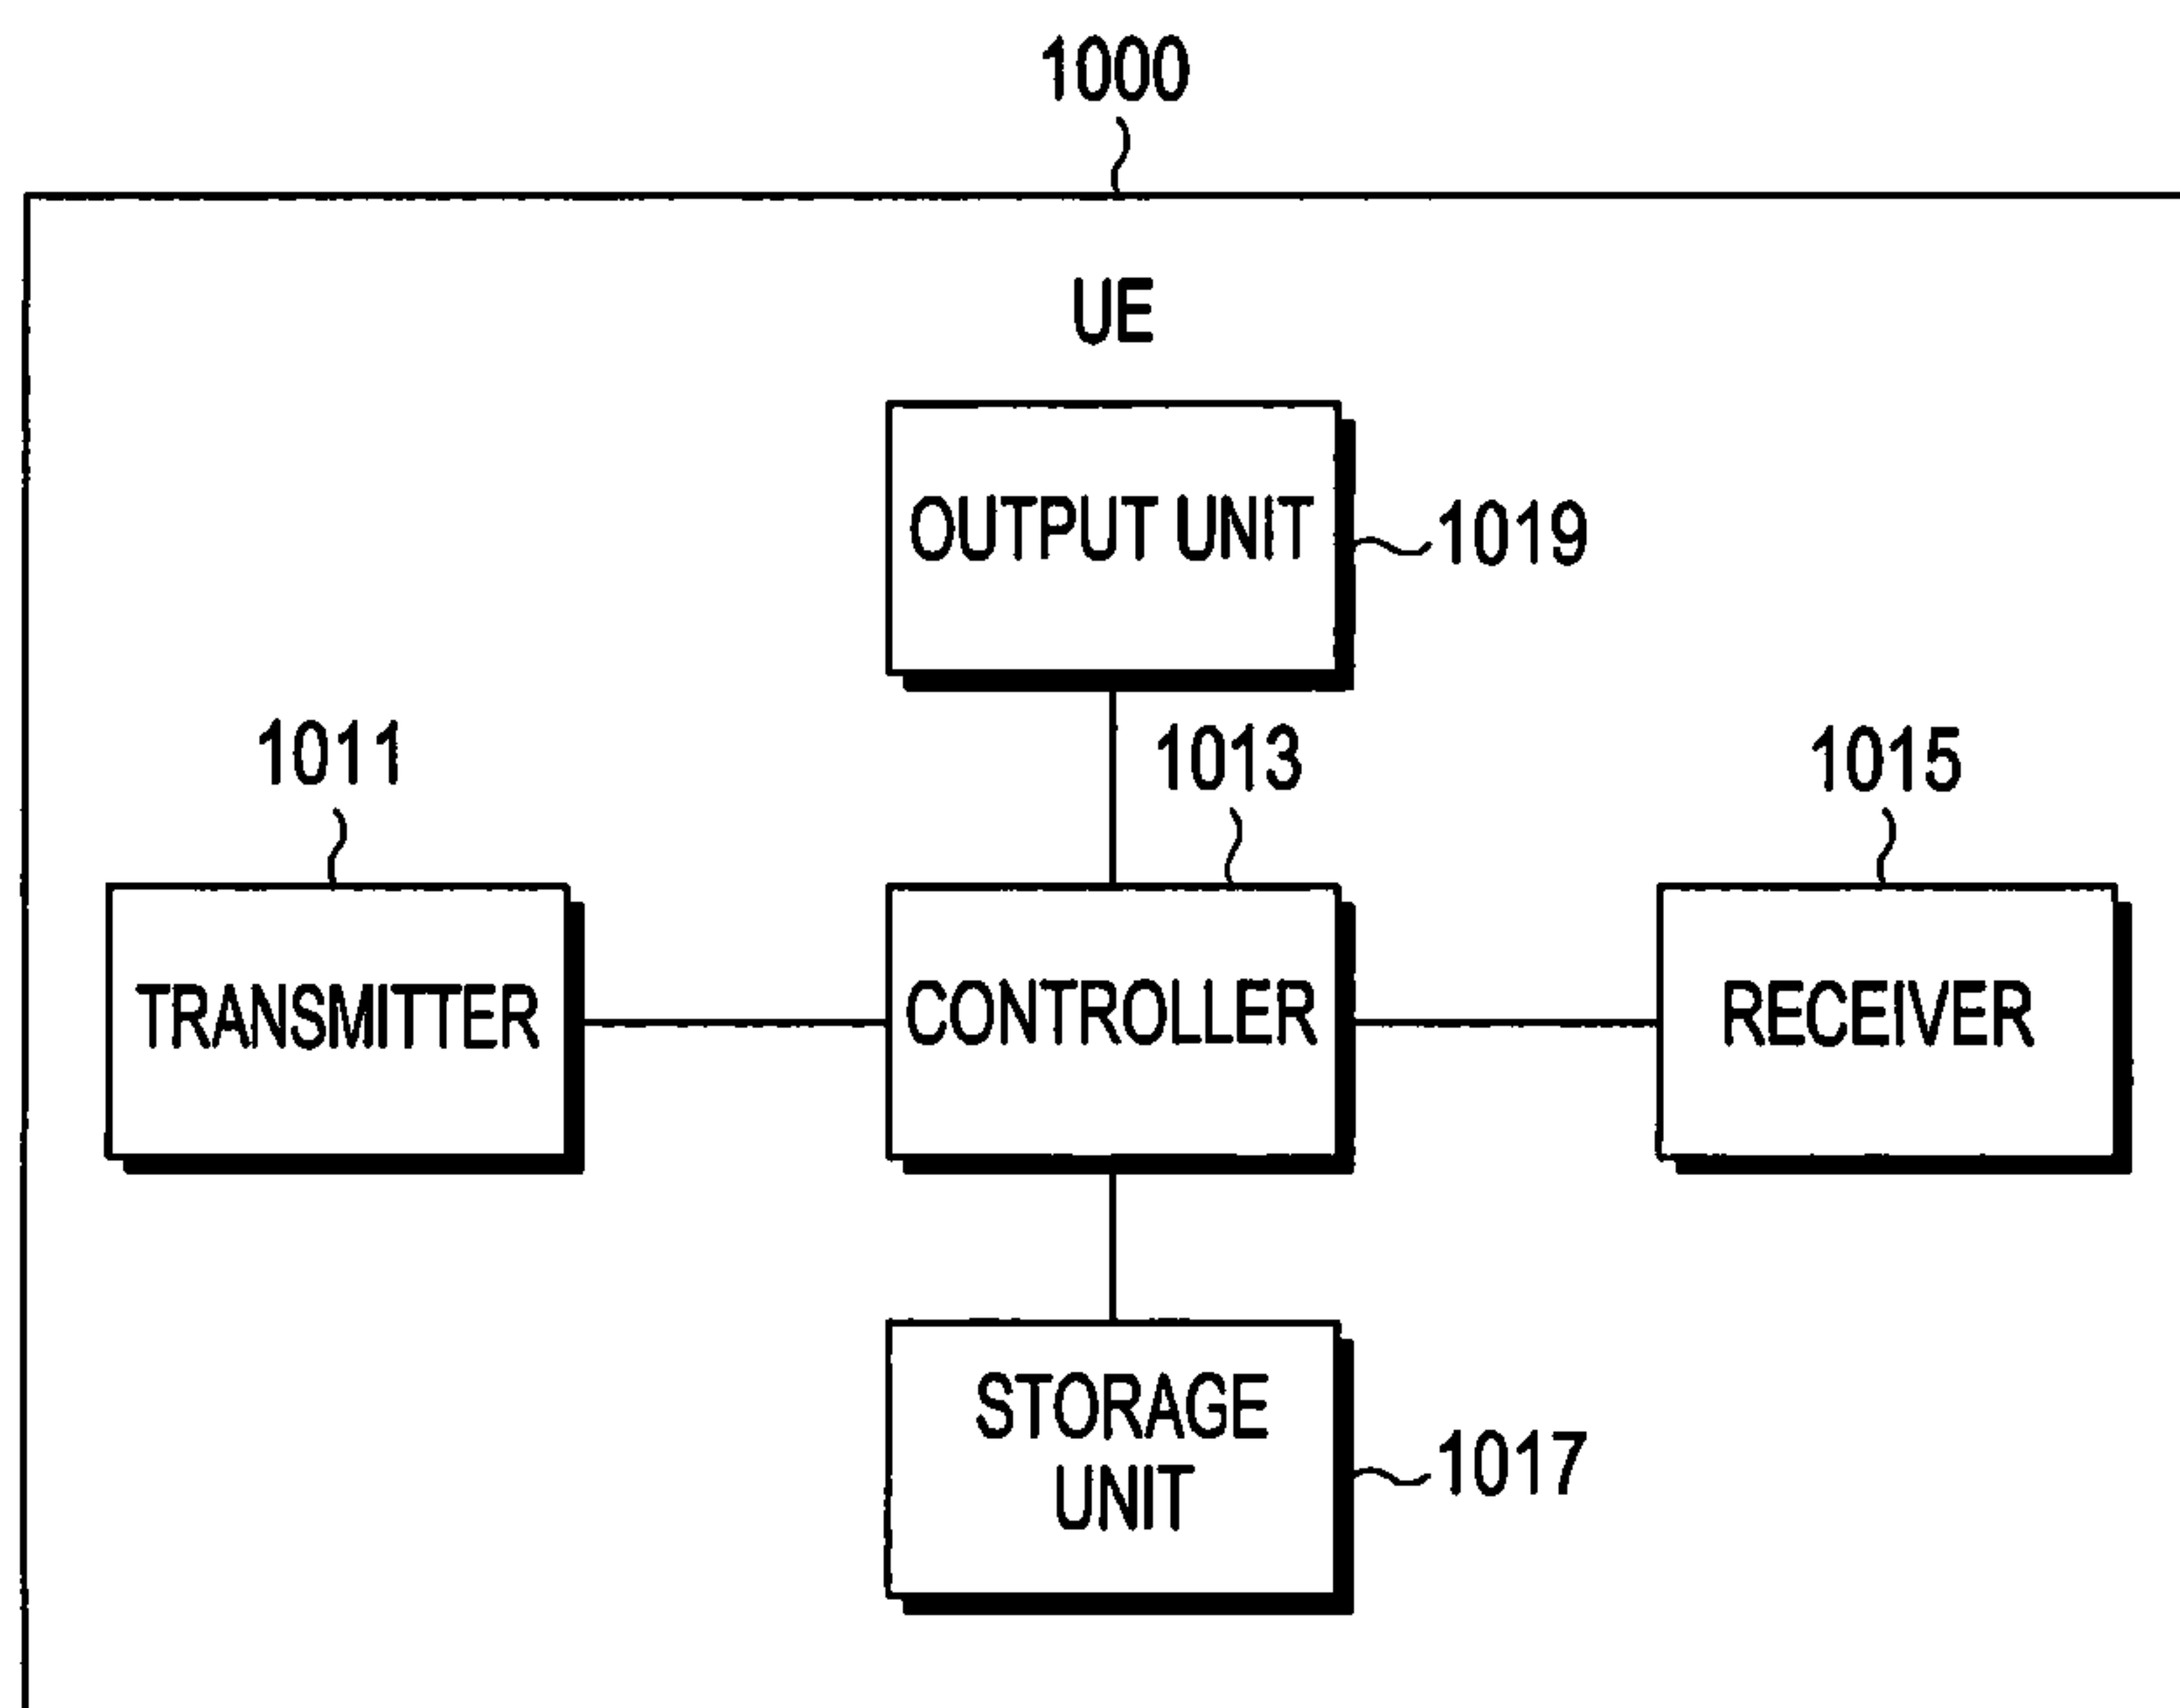 1000
UE
OUTPUT UNIT
1019
1011
1013
1015
TRANSMITTER
CONTROLLER
RECEIVER
STORAGE
UNIT
1017